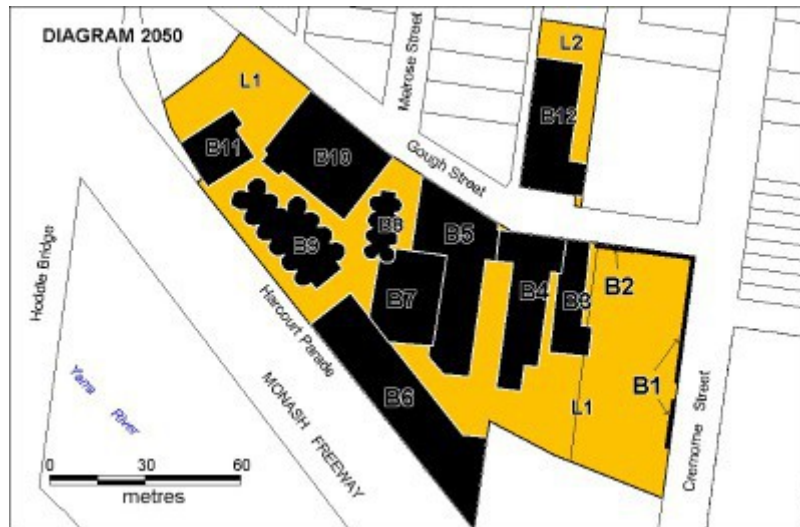 DIAGRAM 2050
L1
Melrose Street
L2
B12
B11
B10
Gough Street
B8
B5
B9
B7
B4
B3
B2
Hoddle Bridge
Harcourt Parade
B6
B1
L1
Yarra
River
MONASH FREEWAY
Cremorne Street
0 30 60
metres